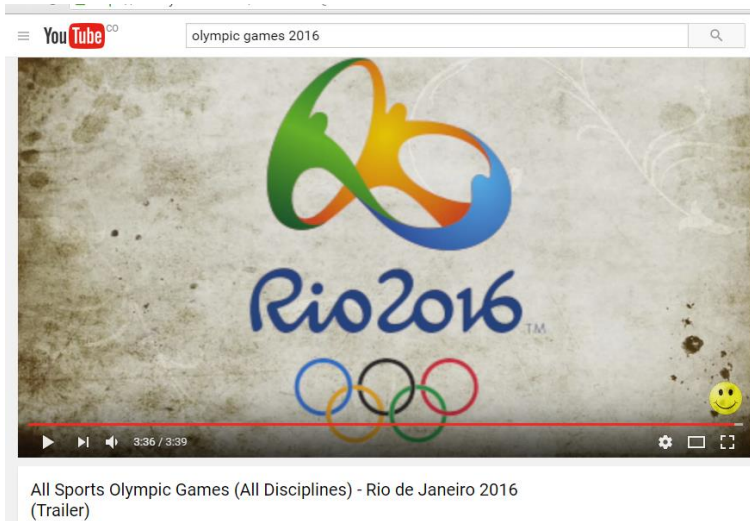 YouTube CO
olympic games 2016
Rio2016
TM
3:36 / 3:39
All Sports Olympic Games (All Disciplines) - Rio de Janeiro 2016
(Trailer)